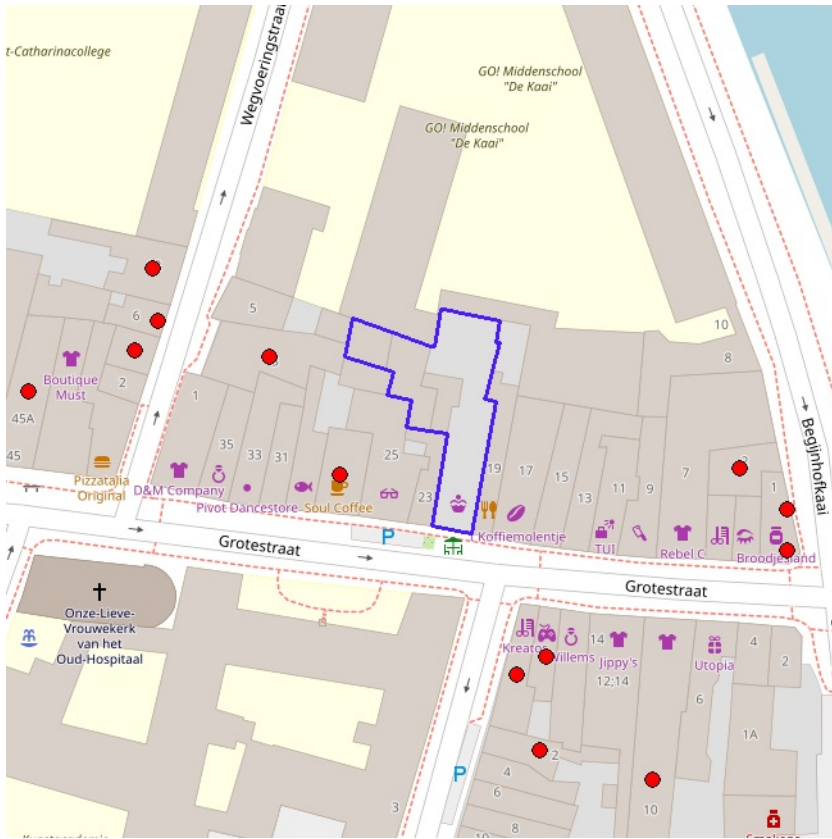 t-Catharinacollege
Wegvoeringstraat
GO! Middenschool
"De Kaai"
GO! Middenschool
"De Kaai"
6
5
10
8
Boutique
Must
2
1
45A
45
35
33
31
25
23
19
17
15
13
11
9
7
1
Begijnhofkaai
Pizzatalia
Original
D&M Company
Pivot Dancestore
Soul Coffee
Koffiemolentje
TUI
Rebel C
Broodjesland
P
Grotestraat
Grotestraat
Onze-Lieve-
Vrouwekerk
van het
Oud-Hospitaal
Kreatos
Willems
14
Jippy's
12;14
Utopia
4
2
6
1A
2
4
6
8
10
P
3